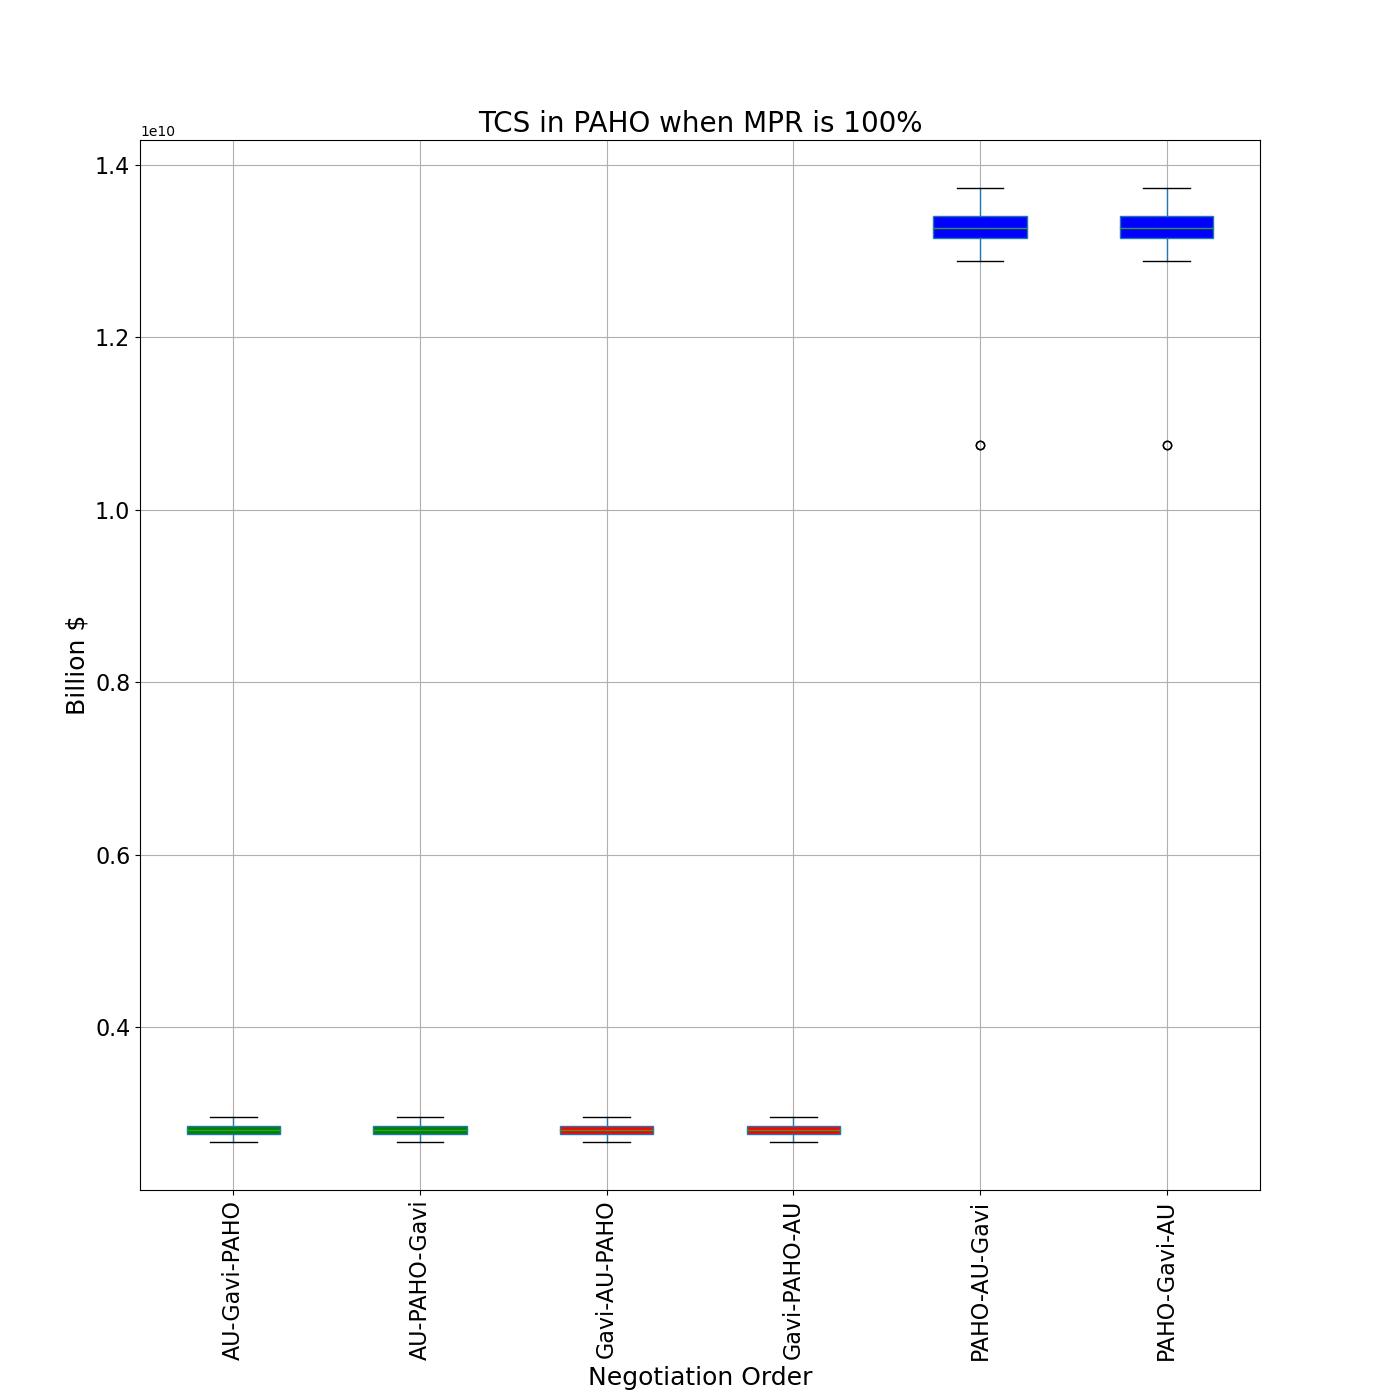 TCS in PAHO when MPR is 100%
1e10
1.4
1.2
1.0
0.8
0.6
0.4
Billion $
AU-Gavi-PAHO
AU-PAHO-Gavi
Gavi-AU-PAHO
Gavi-PAHO-AU
PAHO-AU-Gavi
PAHO-Gavi-AU
Negotiation Order